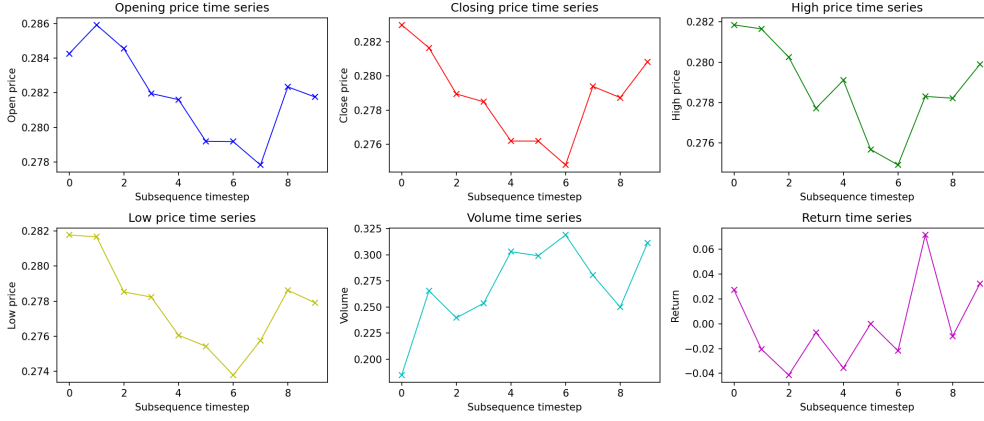 Opening price time series
Closing price time series
High price time series
Open price
0.286
0.284
0.282
0.280
0.278
0 2 4 6 8
Subsequence timestep
Close price
0.282
0.280
0.278
0.276
0 2 4 6 8
Subsequence timestep
High price
0.282
0.280
0.278
0.276
0 2 4 6 8
Subsequence timestep
Low price time series
Volume time series
Return time series
Low price
0.282
0.280
0.278
0.276
0.274
0 2 4 6 8
Subsequence timestep
Volume
0.325
0.300
0.275
0.250
0.225
0.200
0 2 4 6 8
Subsequence timestep
Return
0.06
0.04
0.02
0.00
−0.02
−0.04
0 2 4 6 8
Subsequence timestep